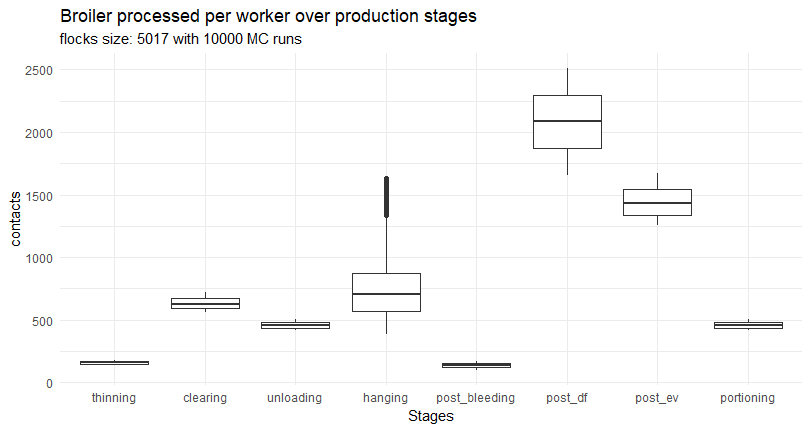 Broiler processed per worker over production stages
flocks size: 5017 with 10000 MC runs
2500
2000
1500
1000
500
0
contacts
thinning clearing unloading hanging post_bleeding post_df post_ev portioning
Stages